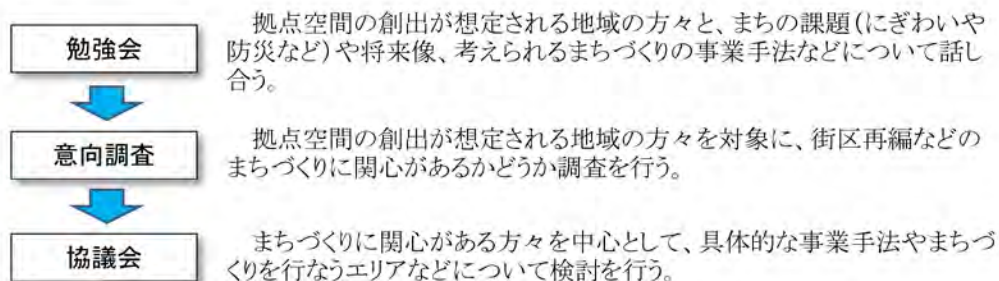 勉強会
拠点空間の創出が想定される地域の方々と、まちの課題(にぎわいや
防災など)や将来像、考えられるまちづくりの事業手法などについて話し
合う。
意向調査
拠点空間の創出が想定される地域の方々を対象に、街区再編などの
まちづくりに関心があるかどうか調査を行う。
協議会
まちづくりに関心がある方々を中心として、具体的な事業手法やまちづ
くりを行なうエリアなどについて検討を行う。